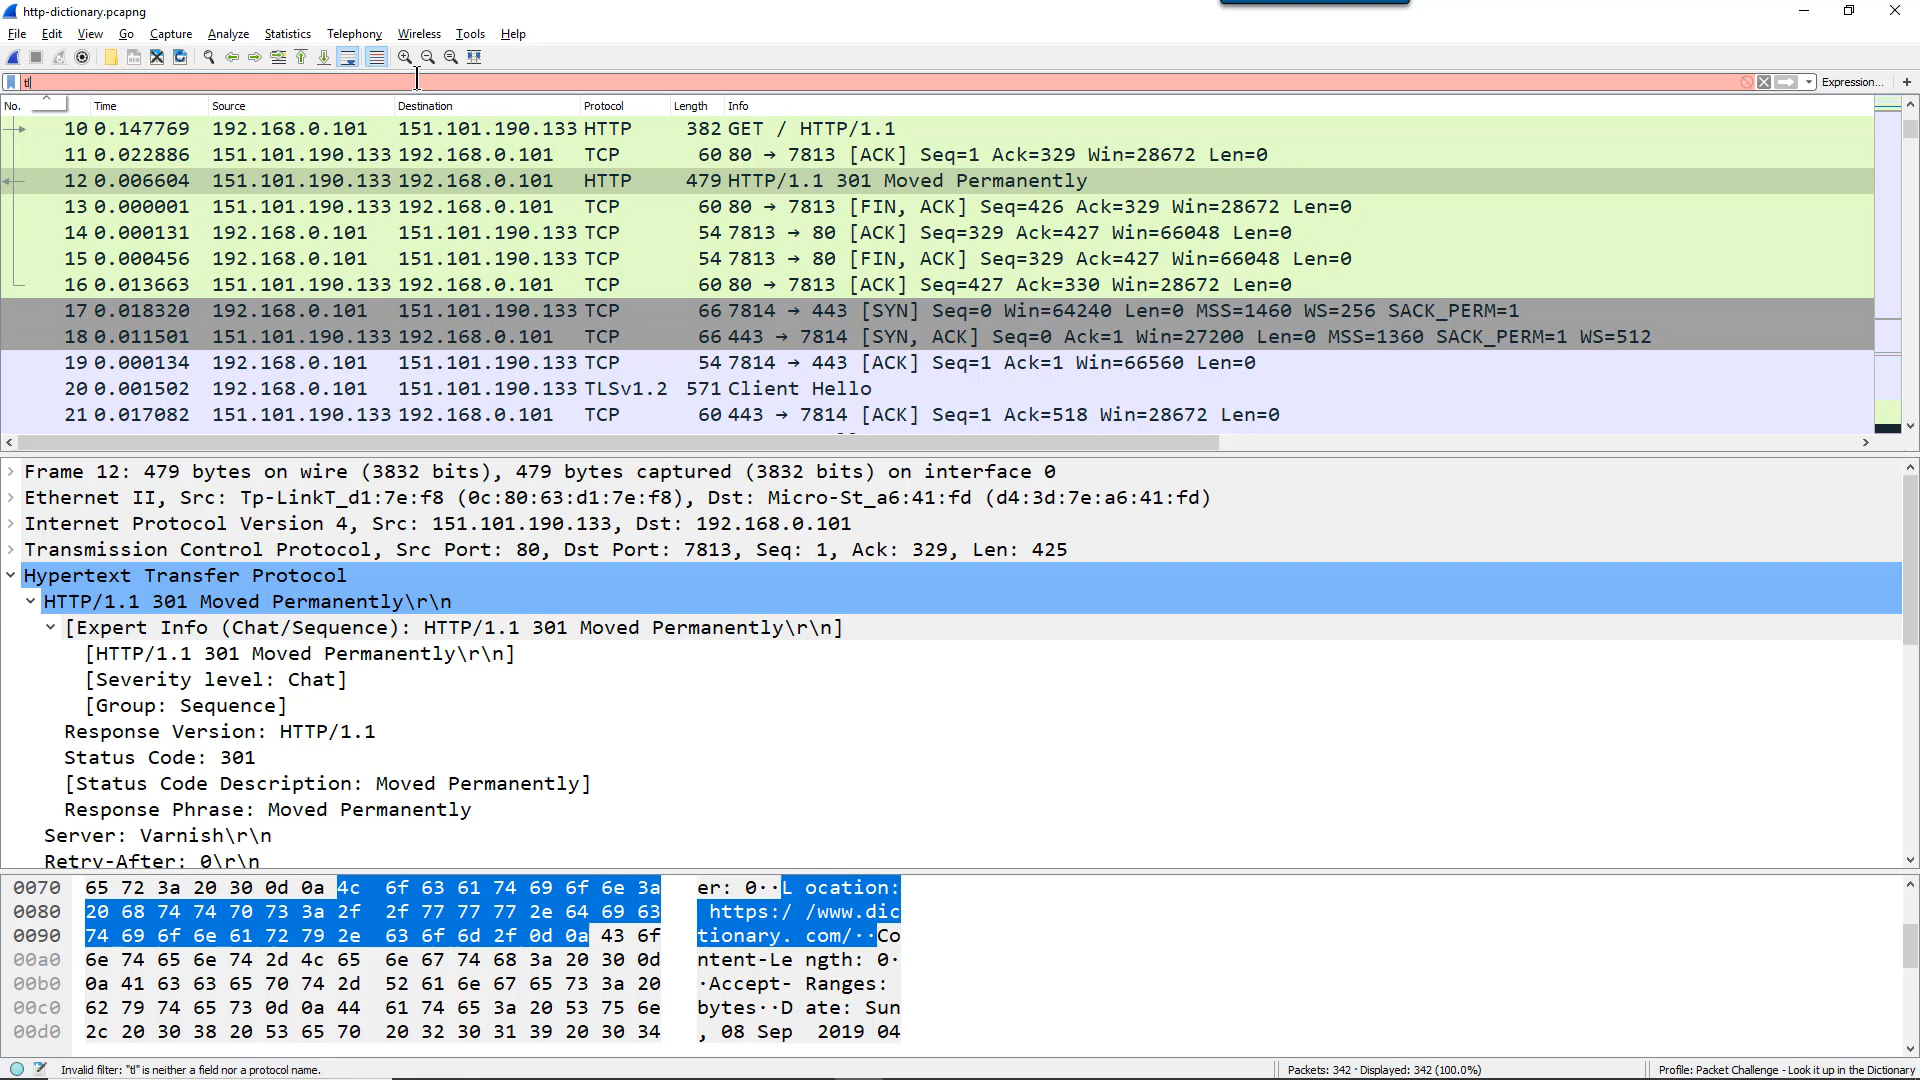 http-dictionary.pcapng
File Edit View Go Capture Analyze Statistics Telephony Wireless Tools Help
tl Expression... +
No. Time Source Destination Protocol Length Info
10 0.147769 192.168.0.101 151.101.190.133 HTTP 382 GET / HTTP/1.1
11 0.022886 151.101.190.133 192.168.0.101 TCP 60 80 → 7813 [ACK] Seq=1 Ack=329 Win=28672 Len=0
12 0.006604 151.101.190.133 192.168.0.101 HTTP 479 HTTP/1.1 301 Moved Permanently
13 0.000001 151.101.190.133 192.168.0.101 TCP 60 80 → 7813 [FIN, ACK] Seq=426 Ack=329 Win=28672 Len=0
14 0.000131 192.168.0.101 151.101.190.133 TCP 54 7813 → 80 [ACK] Seq=329 Ack=427 Win=66048 Len=0
15 0.000456 192.168.0.101 151.101.190.133 TCP 54 7813 → 80 [FIN, ACK] Seq=329 Ack=427 Win=66048 Len=0
16 0.013663 151.101.190.133 192.168.0.101 TCP 60 80 → 7813 [ACK] Seq=427 Ack=330 Win=28672 Len=0
17 0.018320 192.168.0.101 151.101.190.133 TCP 66 7814 → 443 [SYN] Seq=0 Win=64240 Len=0 MSS=1460 WS=256 SACK_PERM=1
18 0.011501 151.101.190.133 192.168.0.101 TCP 66 443 → 7814 [SYN, ACK] Seq=0 Ack=1 Win=27200 Len=0 MSS=1360 SACK_PERM=1 WS=512
19 0.000134 192.168.0.101 151.101.190.133 TCP 54 7814 → 443 [ACK] Seq=1 Ack=1 Win=66560 Len=0
20 0.001502 192.168.0.101 151.101.190.133 TLSv1.2 571 Client Hello
21 0.017082 151.101.190.133 192.168.0.101 TCP 60 443 → 7814 [ACK] Seq=1 Ack=518 Win=28672 Len=0
Frame 12: 479 bytes on wire (3832 bits), 479 bytes captured (3832 bits) on interface 0
Ethernet II, Src: Tp-LinkT_d1:7e:f8 (0c:80:63:d1:7e:f8), Dst: Micro-St_a6:41:fd (d4:3d:7e:a6:41:fd)
Internet Protocol Version 4, Src: 151.101.190.133, Dst: 192.168.0.101
Transmission Control Protocol, Src Port: 80, Dst Port: 7813, Seq: 1, Ack: 329, Len: 425
Hypertext Transfer Protocol
HTTP/1.1 301 Moved Permanently\r\n
[Expert Info (Chat/Sequence): HTTP/1.1 301 Moved Permanently\r\n]
[HTTP/1.1 301 Moved Permanently\r\n]
[Severity level: Chat]
[Group: Sequence]
Response Version: HTTP/1.1
Status Code: 301
[Status Code Description: Moved Permanently]
Response Phrase: Moved Permanently
Server: Varnish\r\n
Retry-After: 0\r\n
0070 65 72 3a 20 30 0d 0a 4c 6f 63 61 74 69 6f 6e 3a er: 0··L ocation:
0080 20 68 74 74 70 73 3a 2f 2f 77 77 77 2e 64 69 63 https:/ /www.dic
0090 74 69 6f 6e 61 72 79 2e 63 6f 6d 2f 0d 0a 43 6f tionary. com/··Co
00a0 6e 74 65 6e 74 2d 4c 65 6e 67 74 68 3a 20 30 0d ntent-Le ngth: 0·
00b0 0a 41 63 63 65 70 74 2d 52 61 6e 67 65 73 3a 20 ·Accept- Ranges:
00c0 62 79 74 65 73 0d 0a 44 61 74 65 3a 20 53 75 6e bytes··D ate: Sun
00d0 2c 20 30 38 20 53 65 70 20 32 30 31 39 20 30 34 , 08 Sep 2019 04
Invalid filter: "tl" is neither a field nor a protocol name. Packets: 342 · Displayed: 342 (100.0%) Profile: Packet Challenge - Look it up in the Dictionary